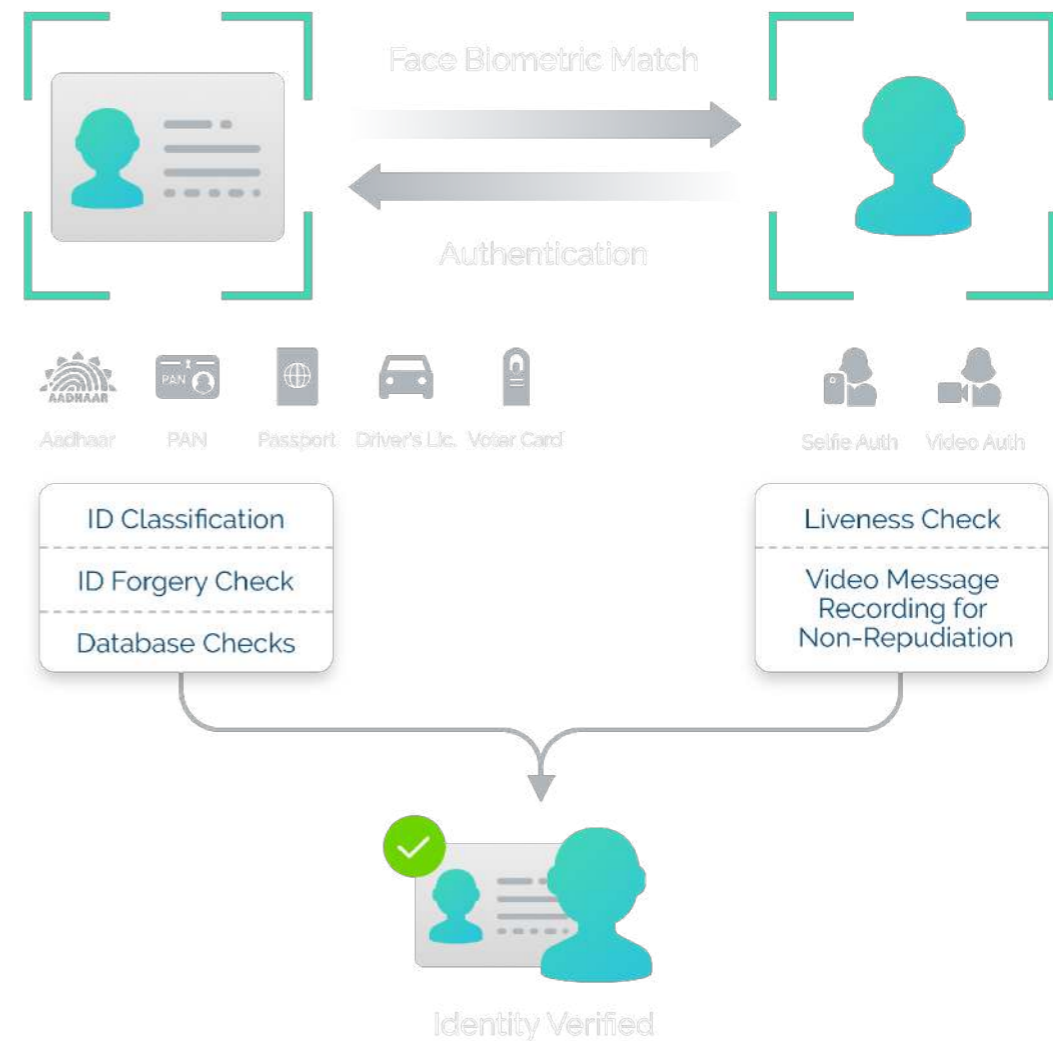 Face Biometric Match
Authentication
AADHAAR
PAN
Aadhaar
PAN
Passport
Driver's Lic.
Voter Card
Selfie Auth
Video Auth
ID Classification
ID Forgery Check
Database Checks
Liveness Check
Video Message
Recording for
Non-Repudiation
Identity Verified